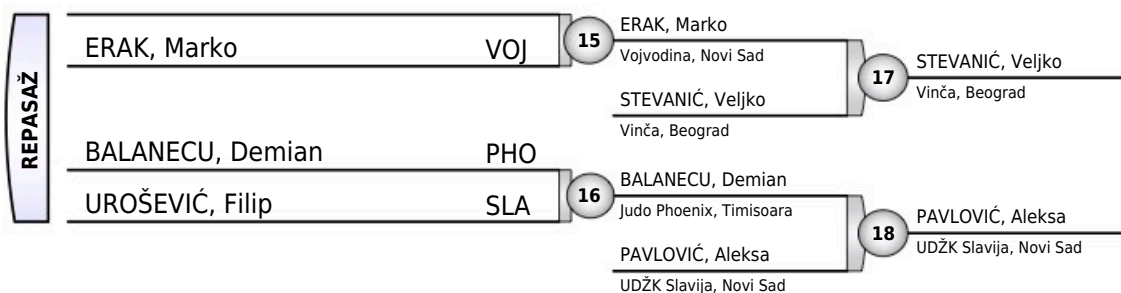 REPASAŽ
ERAK, Marko VOJ
15
ERAK, Marko
Vojvodina, Novi Sad
STEVANIĆ, Veljko
Vinča, Beograd
17
STEVANIĆ, Veljko
Vinča, Beograd
BALANECU, Demian PHO
UROŠEVIĆ, Filip SLA
16
BALANECU, Demian
Judo Phoenix, Timisoara
PAVLOVIĆ, Aleksa
UDŽK Slavija, Novi Sad
18
PAVLOVIĆ, Aleksa
UDŽK Slavija, Novi Sad